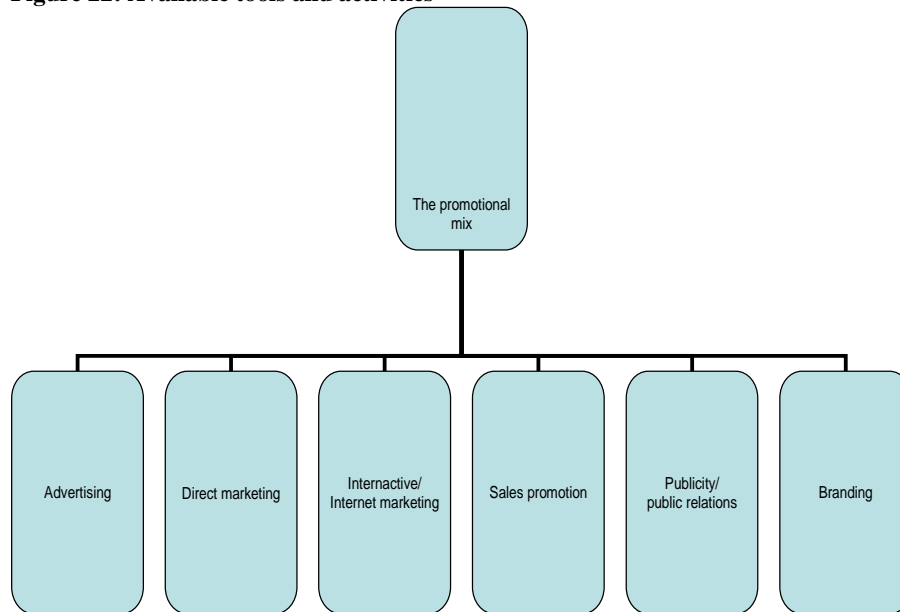 Figure 22: Available tools and activities
The promotional
mix
Advertising
Direct marketing
Internactive/
Internet marketing
Sales promotion
Publicity/
public relations
Branding